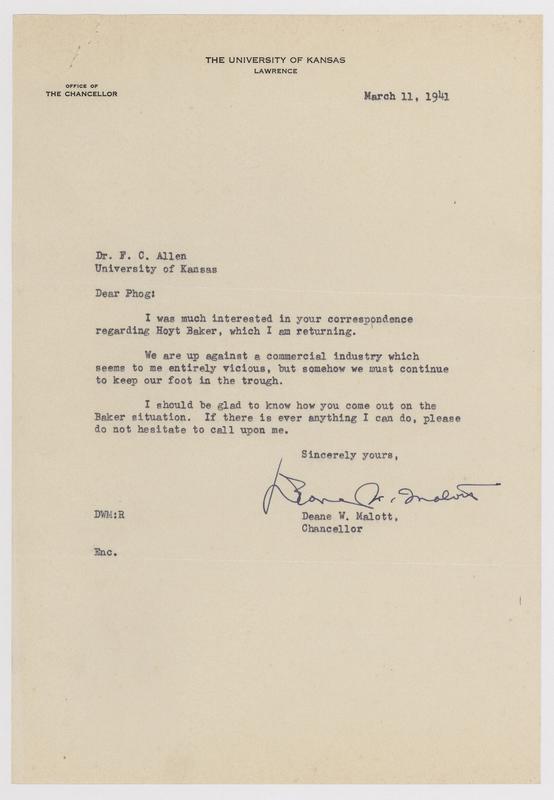 THE UNIVERSITY OF KANSAS
LAWRENCE
OFFICE OF
THE CHANCELLOR
March 11, 1941
Dr. F. C. Allen
University of Kansas
Dear Phog:
I was much interested in your correspondence
regarding Hoyt Baker, which I am returning.
We are up against a commercial industry which
seems to me entirely vicious, but somehow we must continue
to keep our foot in the trough.
I should be glad to know how you come out on the
Baker situation. If there is ever anything I can do, please
do not hesitate to call upon me.
Sincerely yours,
Deane W. Malott
DWM:R
Deane W. Malott,
Chancellor
Enc.